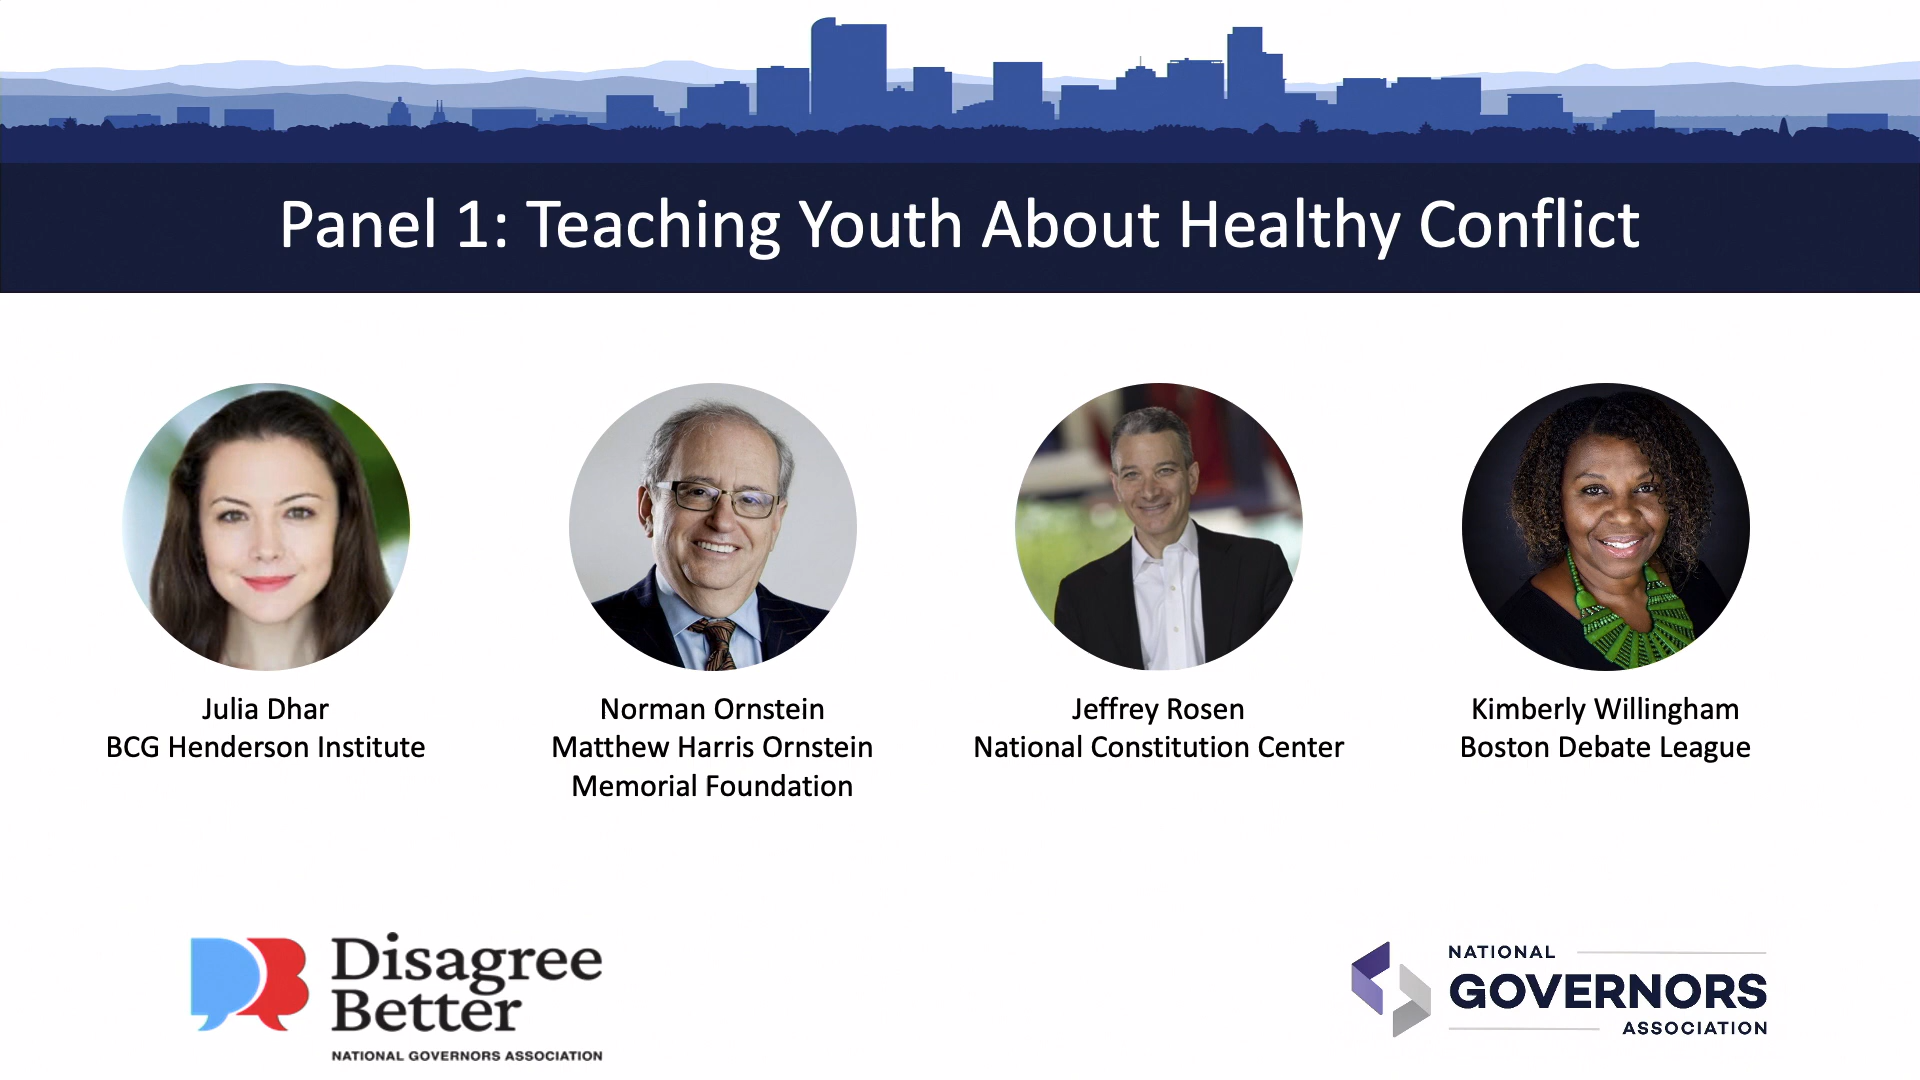 Panel 1: Teaching Youth About Healthy Conflict
Julia Dhar
BCG Henderson Institute
Norman Ornstein
Matthew Harris Ornstein
Memorial Foundation
Jeffrey Rosen
National Constitution Center
Kimberly Willingham
Boston Debate League
Disagree
Better
NATIONAL GOVERNORS ASSOCIATION
NATIONAL
GOVERNORS
ASSOCIATION